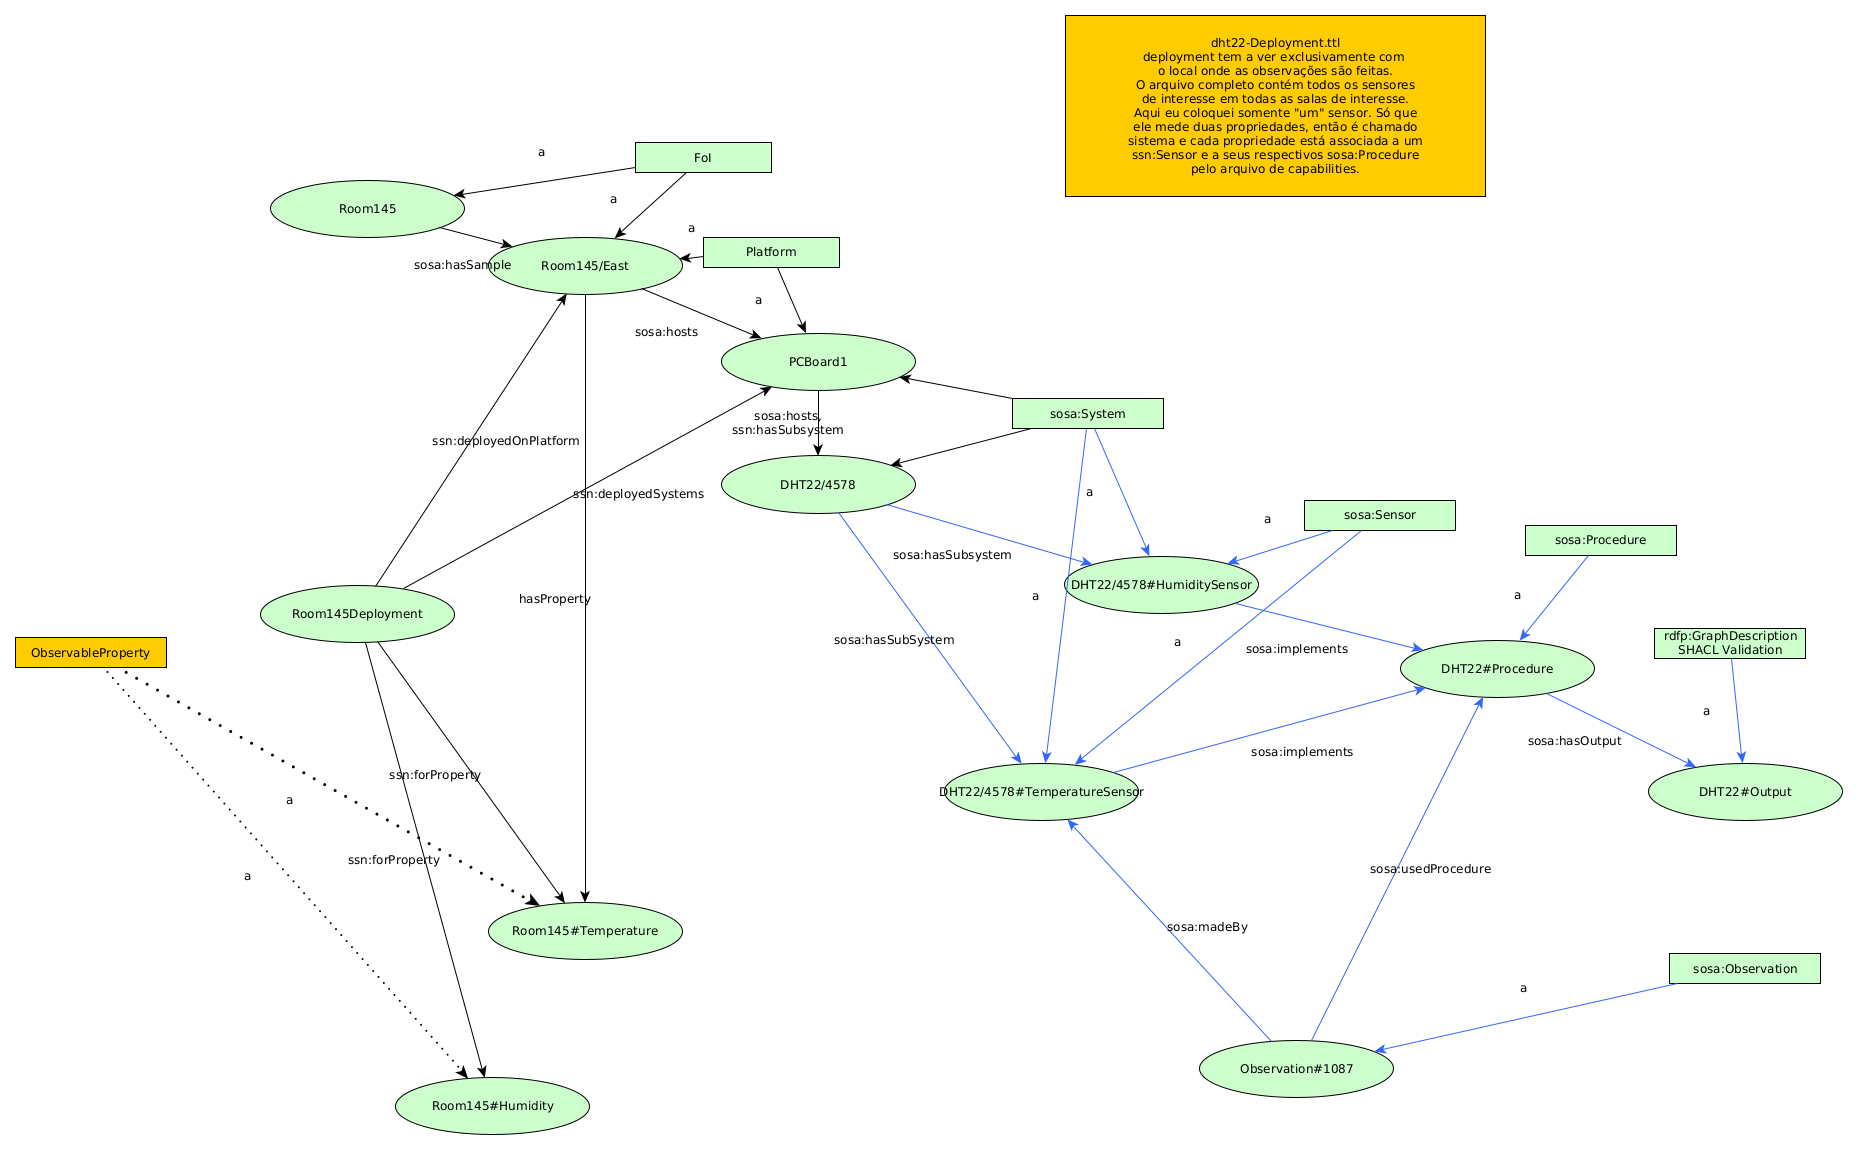 dht22-Deployment.ttl
deployment tem a ver exclusivamente com
o local onde as observações são feitas.
O arquivo completo contém todos os sensores
de interesse em todas as salas de interesse.
Aqui eu coloquei somente "um" sensor. Só que
ele mede duas propriedades, então é chamado
sistema e cada propriedade está associada a um
ssn:Sensor e a seus respectivos sosa:Procedure
pelo arquivo de capabilities.
a
FoI
a
Room145
a
Platform
sosa:hasSample
Room145/East
a
sosa:hosts
PCBoard1
sosa:hosts,
ssn:hasSubsystem
sosa:System
ssn:deployedOnPlatform
DHT22/4578
ssn:deployedSystems
a
a
sosa:Sensor
sosa:Procedure
sosa:hasSubsystem
DHT22/4578#HumiditySensor
hasProperty
a
a
Room145Deployment
sosa:hasSubSystem
a
sosa:implements
rdfp:GraphDescription
SHACL Validation
ObservableProperty
DHT22#Procedure
a
sosa:hasOutput
sosa:implements
ssn:forProperty
a
DHT22/4578#TemperatureSensor
DHT22#Output
ssn:forProperty
a
sosa:usedProcedure
Room145#Temperature
sosa:madeBy
sosa:Observation
a
Observation#1087
Room145#Humidity